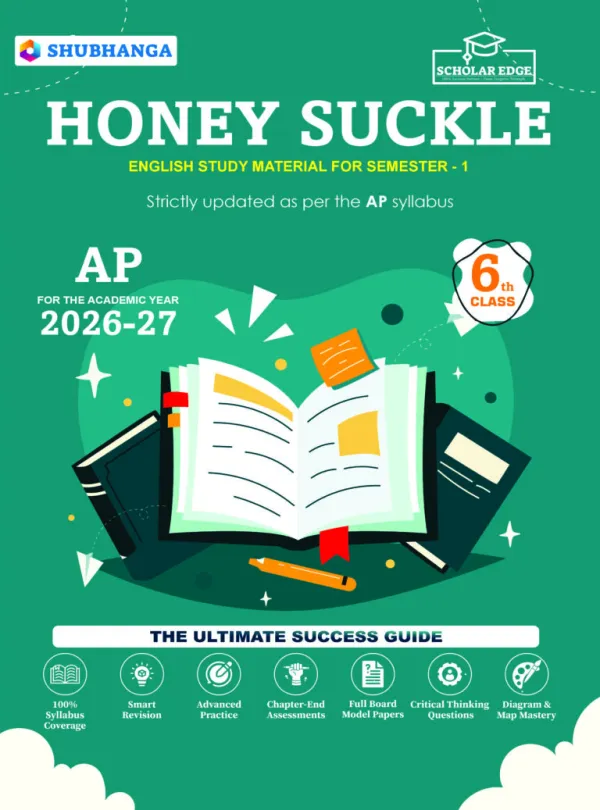 SHUBHANGA
SCHOLAR EDGE
HONEY SUCKLE
ENGLISH STUDY MATERIAL FOR SEMESTER - 1
Strictly updated as per the AP syllabus
AP
FOR THE ACADEMIC YEAR
2026-27
6th
CLASS
THE ULTIMATE SUCCESS GUIDE
100%
Syllabus
Coverage
Smart
Revision
Advanced
Practice
Chapter-End
Assessments
Full Board
Model Papers
Critical Thinking
Questions
Diagram &
Map Mastery